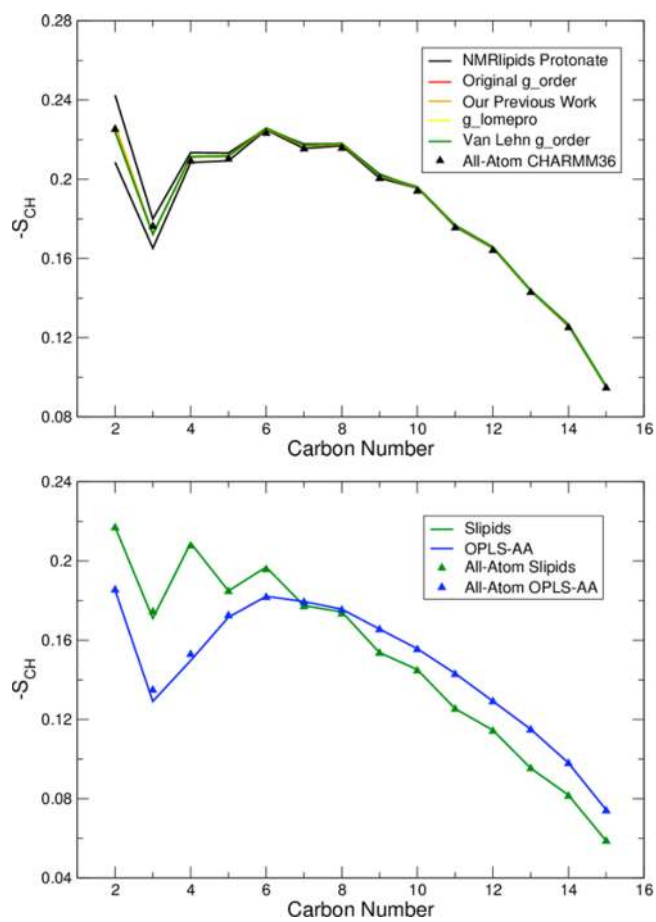 NMRlipids Protonate
Original g_order
Our Previous Work
g_lomepro
Van Lehn g_order
All-Atom CHARMM36
0.28
0.24
0.2
0.16
0.12
0.08
-S_CH
2 4 6 8 10 12 14 16
Carbon Number
Slipids
OPLS-AA
All-Atom Slipids
All-Atom OPLS-AA
0.24
0.2
0.16
0.12
0.08
0.04
-S_CH
2 4 6 8 10 12 14 16
Carbon Number